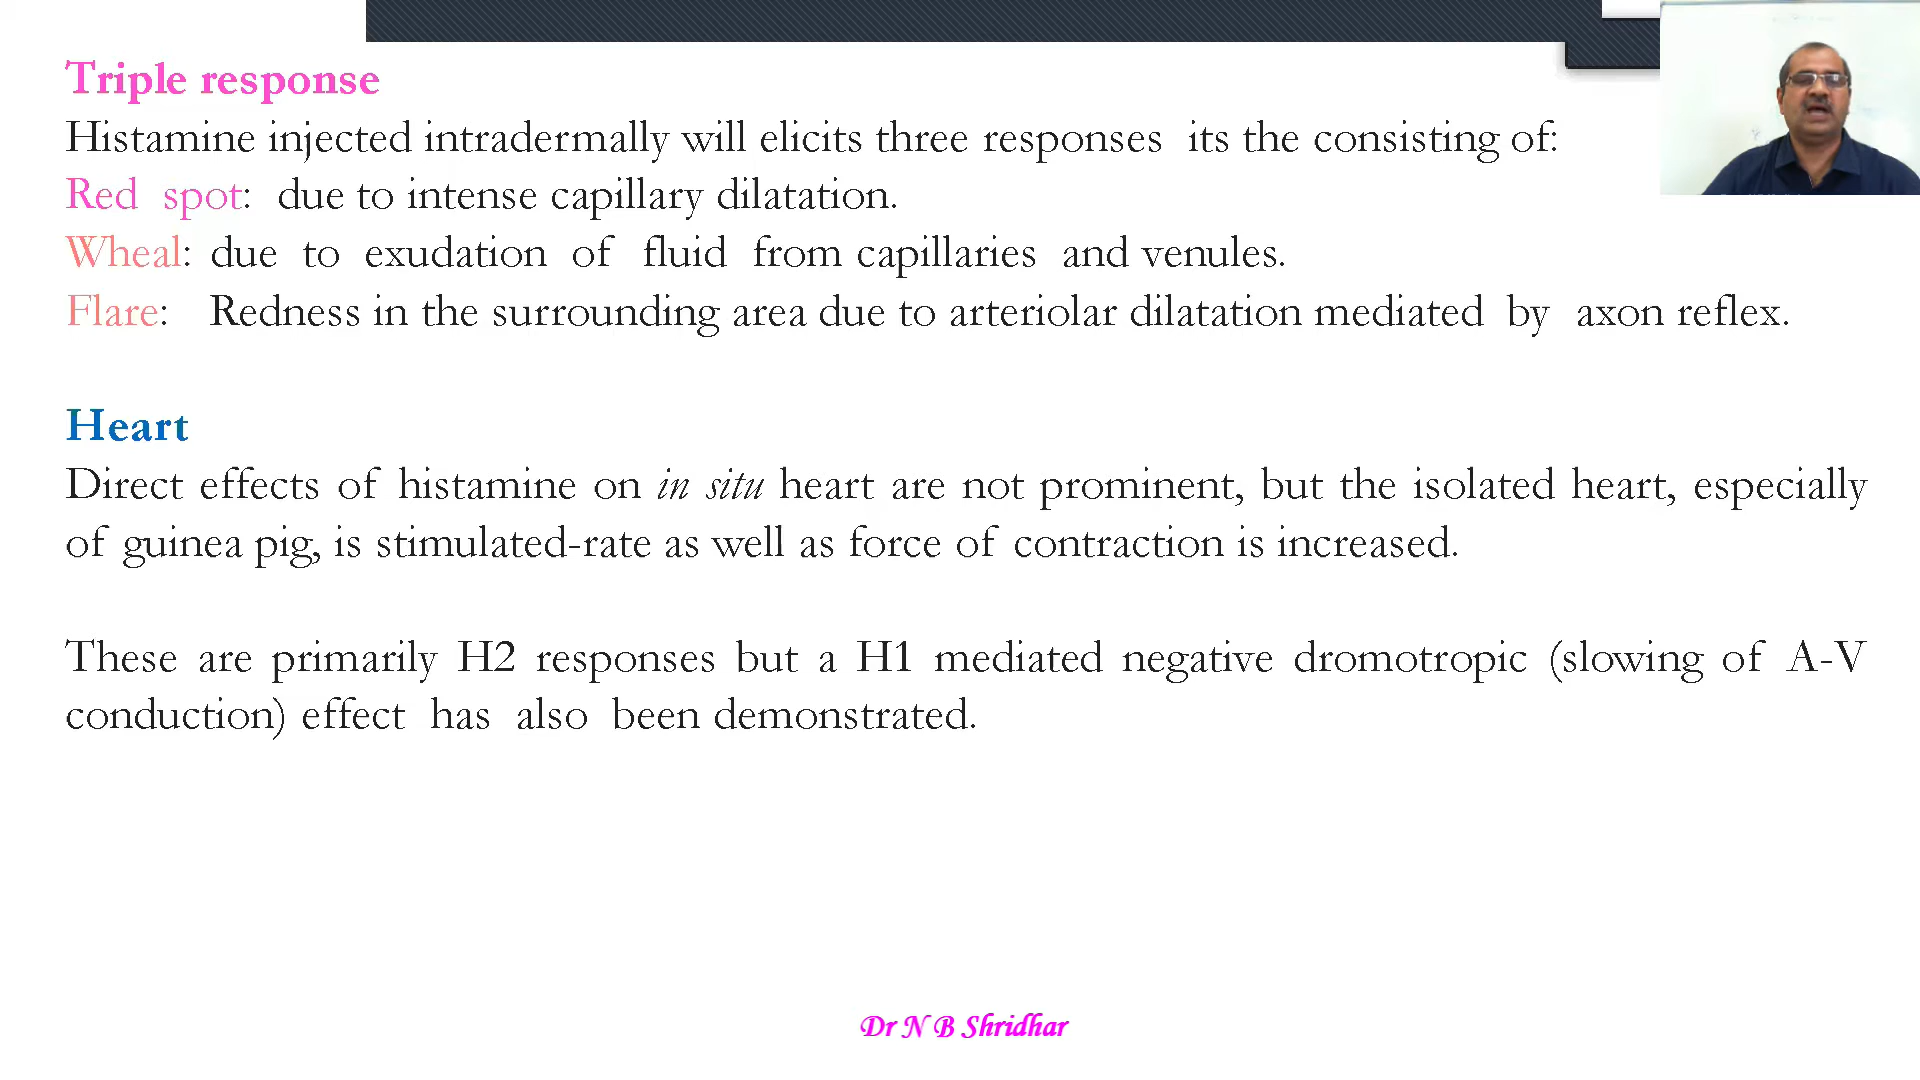 Triple response
Histamine injected intradermally will elicits three responses its the consisting of:
Red spot: due to intense capillary dilatation.
Wheal: due to exudation of fluid from capillaries and venules.
Flare: Redness in the surrounding area due to arteriolar dilatation mediated by axon reflex.
Heart
Direct effects of histamine on in situ heart are not prominent, but the isolated heart, especially
of guinea pig, is stimulated-rate as well as force of contraction is increased.
These are primarily H2 responses but a H1 mediated negative dromotropic (slowing of A-V
conduction) effect has also been demonstrated.
Dr N B Shridhar